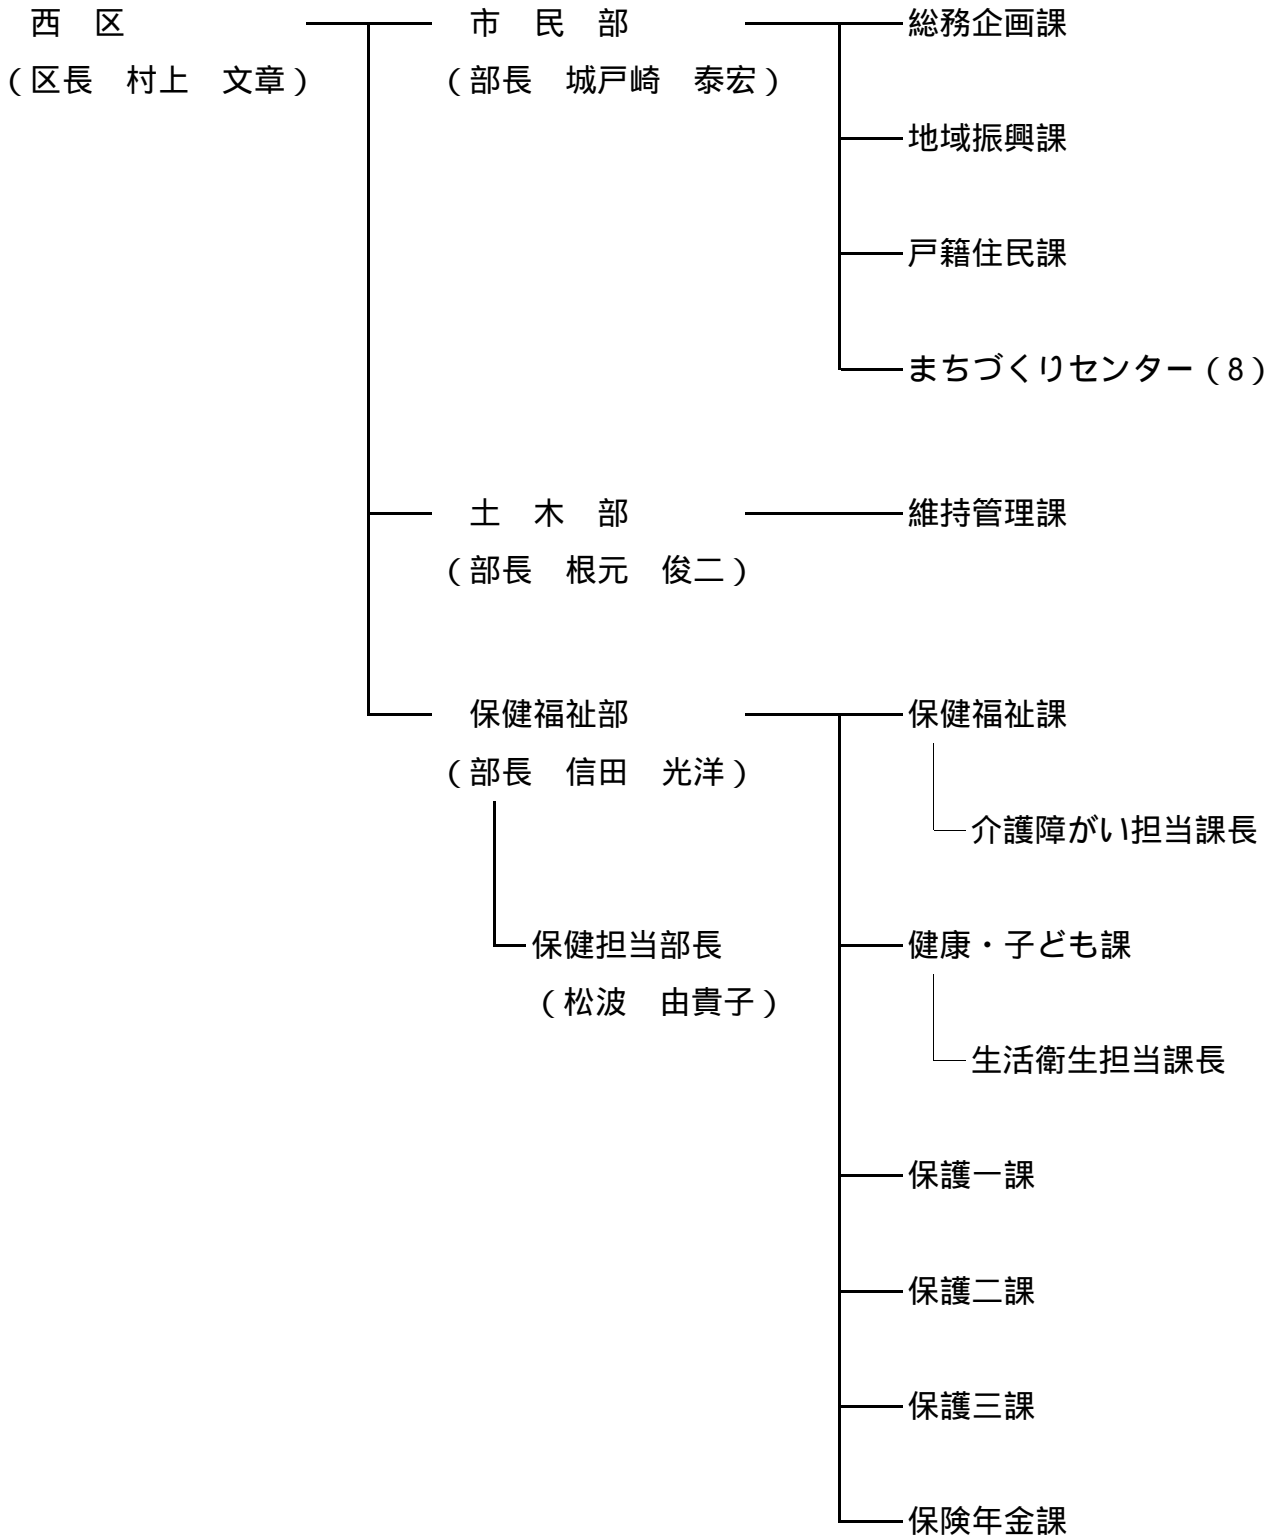 西　区　市　民　部　総務企画課
（区長　村上　文章）　（部長　城戸崎　泰宏）
地域振興課
戸籍住民課
まちづくりセンター（8）
土　木　部　維持管理課
（部長　根元　俊二）
保健福祉部　保健福祉課
（部長　信田　光洋）
介護障がい担当課長
保健担当部長　健康・子ども課
（松波　由貴子）
生活衛生担当課長
保護一課
保護二課
保護三課
保険年金課